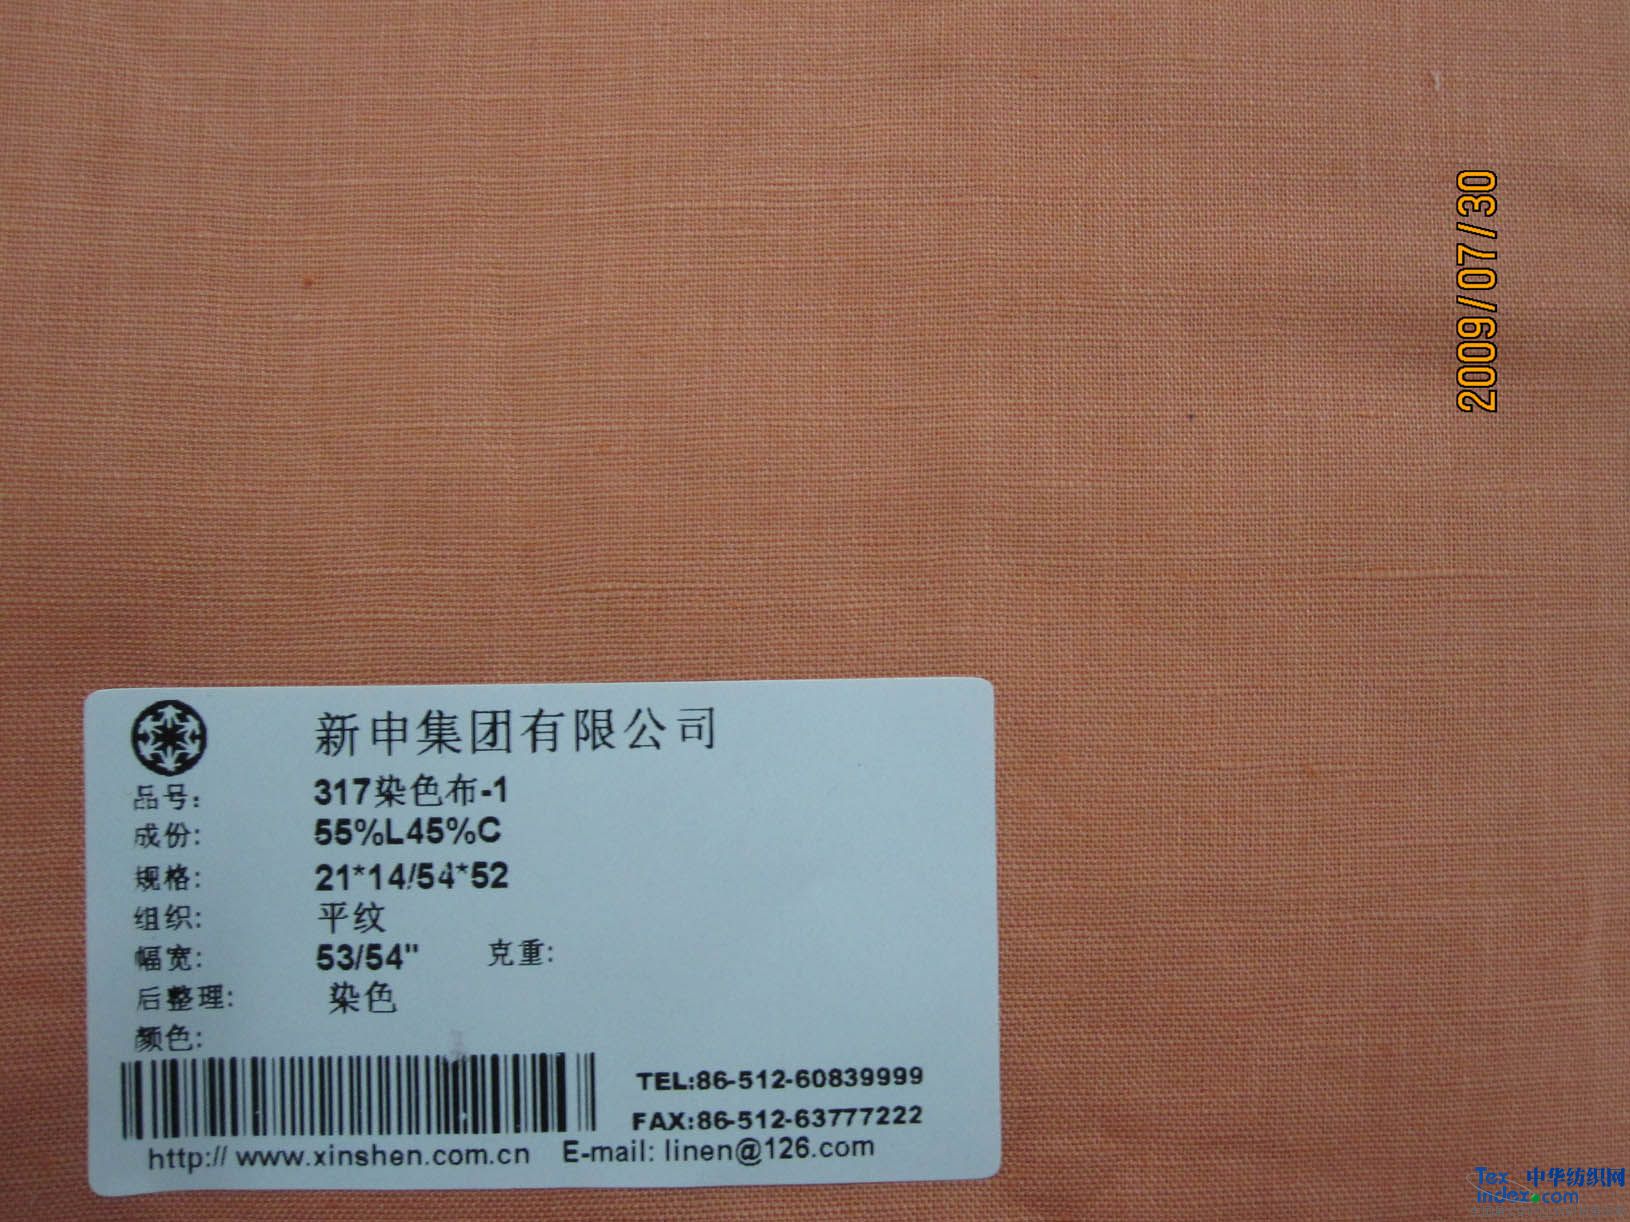 2009/07/30
新申集团有限公司
品号: 317染色布-1
成份: 55%L45%C
规格: 21*14/54*52
组织: 平纹
幅宽: 53/54" 克重:
后整理: 染色
颜色:
TEL:86-512-60839999
FAX:86-512-63777222
http:// www.xinshen.com.cn E-mail: linen@126.com
Tex 中华纺织网
index.com